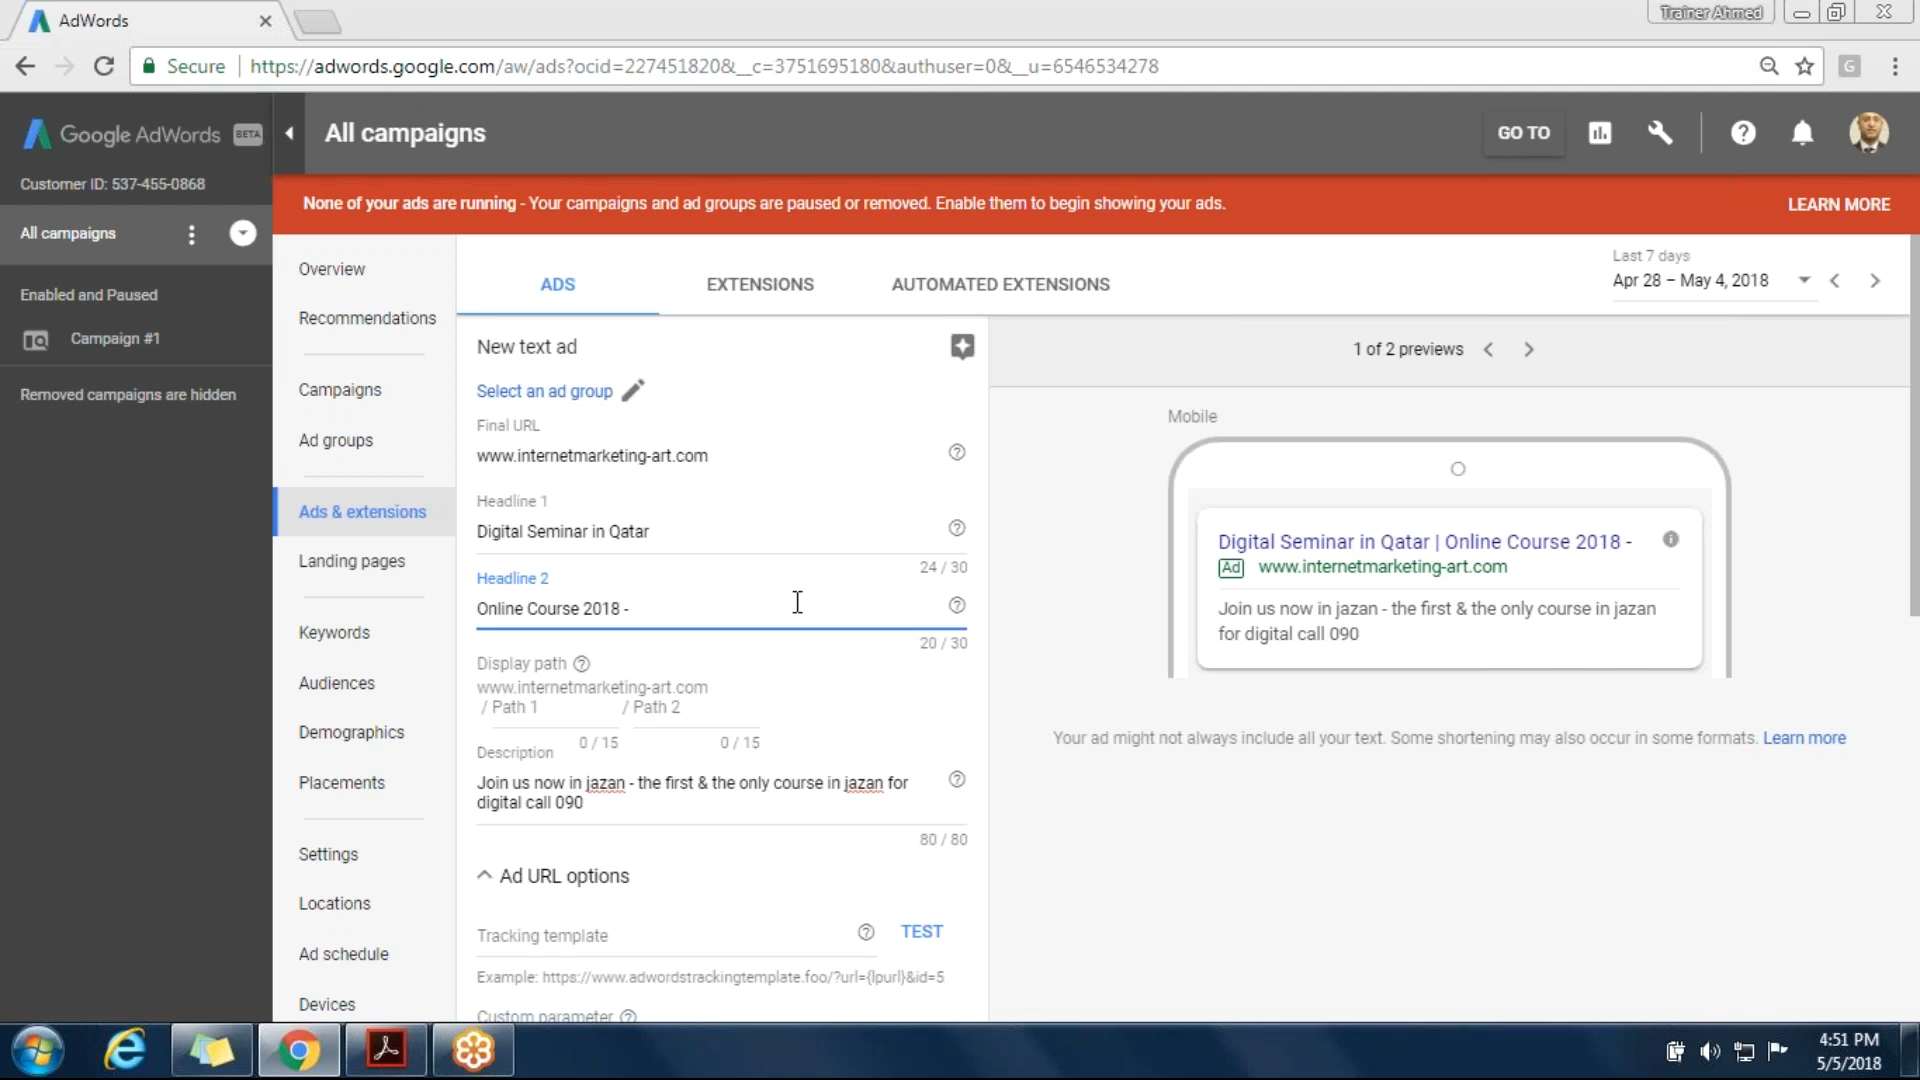 AdWords
Trainer Ahmed
Secure
https://adwords.google.com/aw/ads?ocid=227451820&__c=3751695180&authuser=0&__u=6546534278
G
Google AdWords BETA
All campaigns
GO TO
Customer ID: 537-455-0868
None of your ads are running - Your campaigns and ad groups are paused or removed. Enable them to begin showing your ads.
LEARN MORE
All campaigns
Enabled and Paused
Campaign #1
Removed campaigns are hidden
Overview
Recommendations
Campaigns
Ad groups
Ads & extensions
Landing pages
Keywords
Audiences
Demographics
Placements
Settings
Locations
Ad schedule
Devices
ADS
EXTENSIONS
AUTOMATED EXTENSIONS
Last 7 days
Apr 28 – May 4, 2018
New text ad
Select an ad group
Final URL
www.internetmarketing-art.com
Headline 1
Digital Seminar in Qatar
24 / 30
Headline 2
Online Course 2018 -
20 / 30
Display path
www.internetmarketing-art.com
/ Path 1 / Path 2
0 / 15 0 / 15
Description
Join us now in jazan - the first & the only course in jazan for
digital call 090
80 / 80
Ad URL options
Tracking template
TEST
Example: https://www.adwordstrackingtemplate.foo/?url={lpurl}&id=5
Custom parameter
1 of 2 previews
Mobile
Digital Seminar in Qatar | Online Course 2018 -
Ad www.internetmarketing-art.com
Join us now in jazan - the first & the only course in jazan
for digital call 090
Your ad might not always include all your text. Some shortening may also occur in some formats. Learn more
4:51 PM
5/5/2018